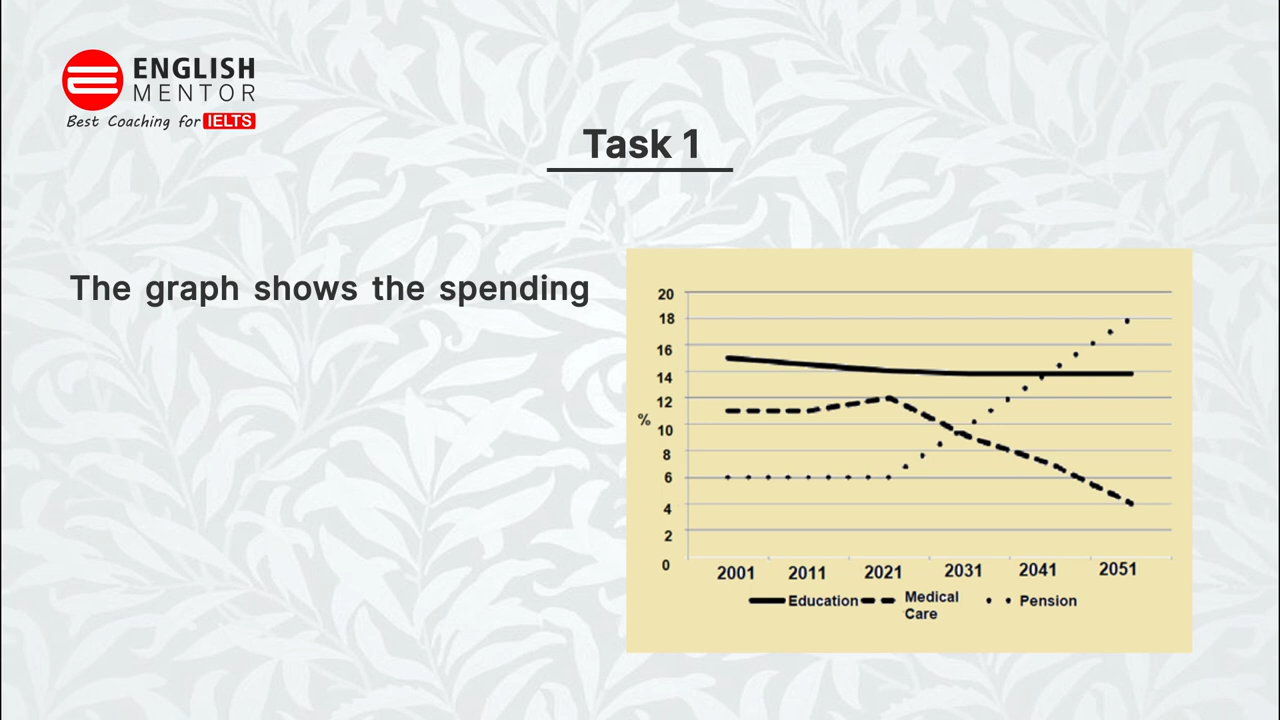 ENGLISH
MENTOR
Best Coaching for IELTS
Task 1
The graph shows the spending
20
18
16
14
12
%
10
8
6
4
2
0
2001 2011 2021 2031 2041 2051
Education Medical Care Pension